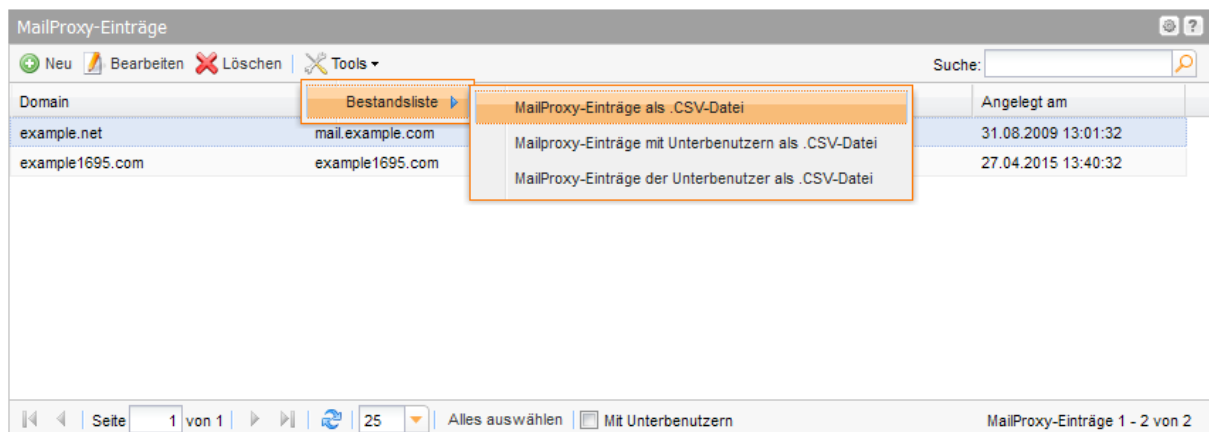 MailProxy-Einträge
Neu Bearbeiten Löschen Tools Suche:
Domain Bestandsliste Angelegt am
MailProxy-Einträge als .CSV-Datei
Mailproxy-Einträge mit Unterbenutzern als .CSV-Datei
MailProxy-Einträge der Unterbenutzer als .CSV-Datei
example.net mail.example.com 31.08.2009 13:01:32
example1695.com example1695.com 27.04.2015 13:40:32
Seite 1 von 1 25 Alles auswählen Mit Unterbenutzern MailProxy-Einträge 1 - 2 von 2